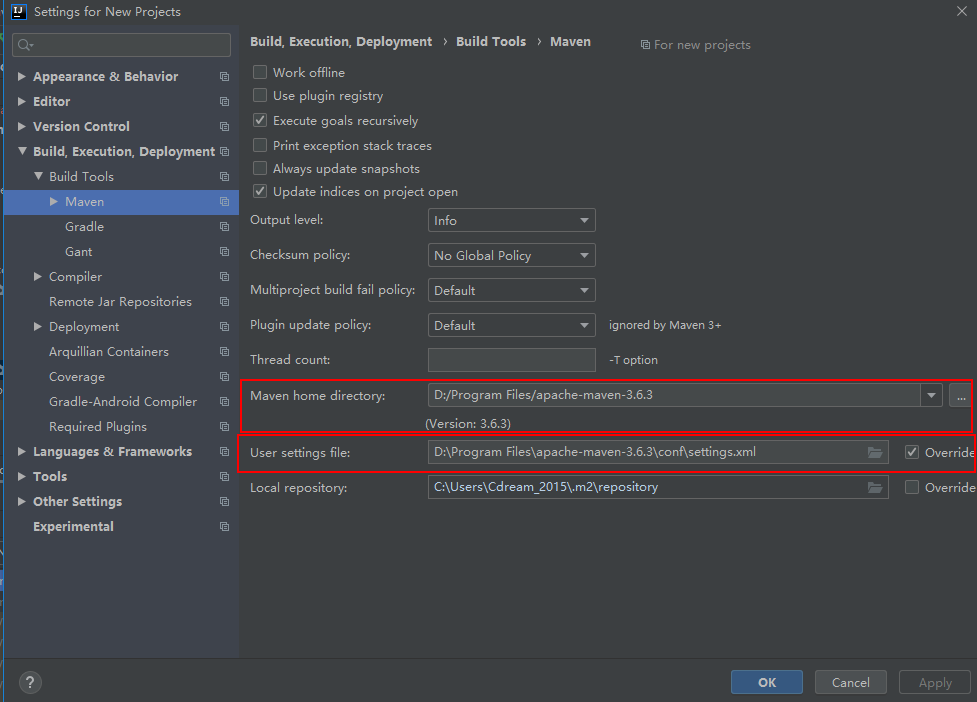 Settings for New Projects
Appearance & Behavior
Editor
Version Control
Build, Execution, Deployment
Build Tools
Maven
Gradle
Gant
Compiler
Remote Jar Repositories
Deployment
Arquillian Containers
Coverage
Gradle-Android Compiler
Required Plugins
Languages & Frameworks
Tools
Other Settings
Experimental
Build, Execution, Deployment › Build Tools › Maven For new projects
Work offline
Use plugin registry
Execute goals recursively
Print exception stack traces
Always update snapshots
Update indices on project open
Output level: Info
Checksum policy: No Global Policy
Multiproject build fail policy: Default
Plugin update policy: Default ignored by Maven 3+
Thread count: -T option
Maven home directory: D:/Program Files/apache-maven-3.6.3 ...
(Version: 3.6.3)
User settings file: D:\Program Files\apache-maven-3.6.3\conf\settings.xml Override
Local repository: C:\Users\Cdream_2015\.m2\repository Override
? OK Cancel Apply